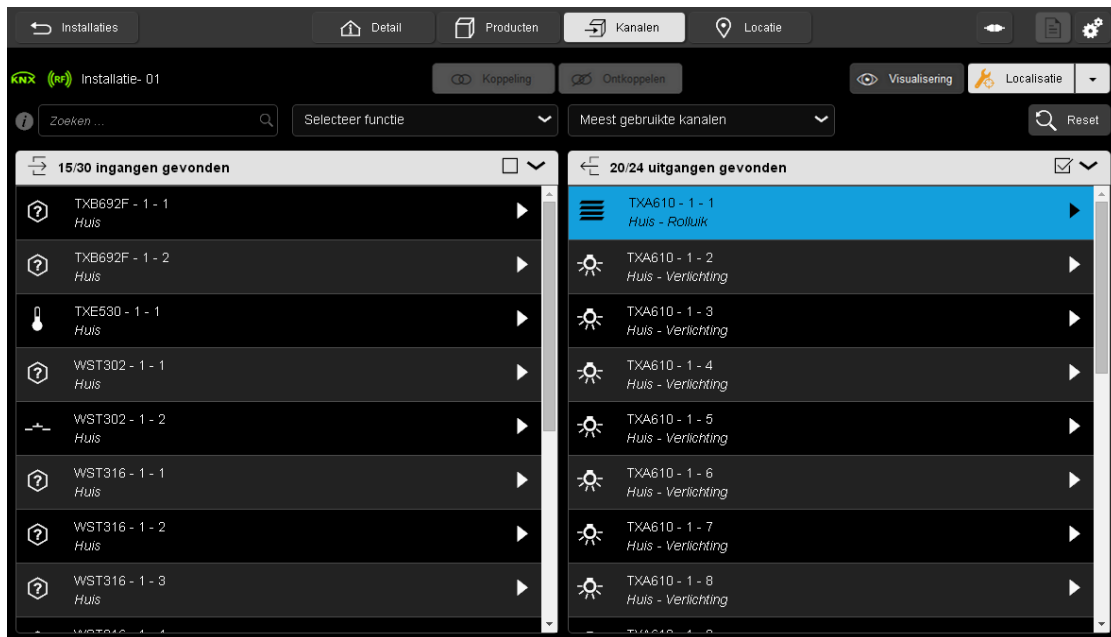 Installaties
Detail
Producten
Kanalen
Locatie
KNX
(RF)
Installatie- 01
Koppeling
Ontkoppelen
Visualisering
Localisatie
Zoeken ...
Selecteer functie
Meest gebruikte kanalen
Reset
15/30 ingangen gevonden
TXB692F - 1 - 1
Huis
TXB692F - 1 - 2
Huis
TXE530 - 1 - 1
Huis
WST302 - 1 - 1
Huis
WST302 - 1 - 2
Huis
WST316 - 1 - 1
Huis
WST316 - 1 - 2
Huis
WST316 - 1 - 3
Huis
20/24 uitgangen gevonden
TXA610 - 1 - 1
Huis - Rolluik
TXA610 - 1 - 2
Huis - Verlichting
TXA610 - 1 - 3
Huis - Verlichting
TXA610 - 1 - 4
Huis - Verlichting
TXA610 - 1 - 5
Huis - Verlichting
TXA610 - 1 - 6
Huis - Verlichting
TXA610 - 1 - 7
Huis - Verlichting
TXA610 - 1 - 8
Huis - Verlichting